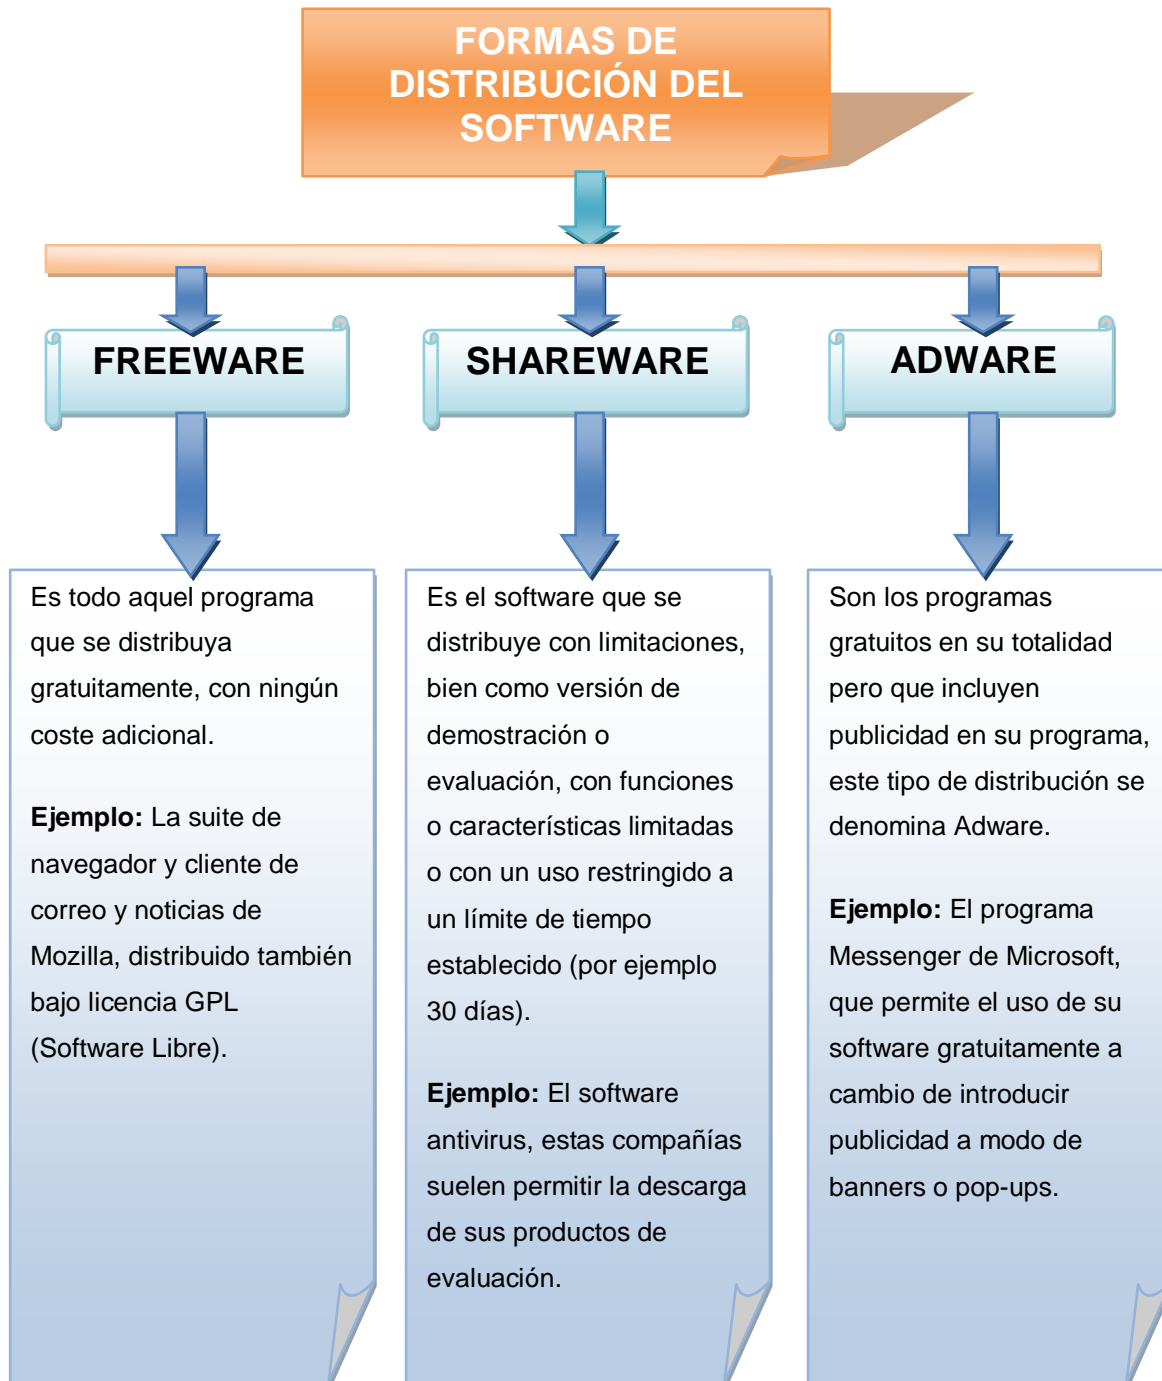 FORMAS DE
DISTRIBUCIÓN DEL
SOFTWARE
FREEWARE
SHAREWARE
ADWARE
Es todo aquel programa
que se distribuya
gratuitamente, con ningún
coste adicional.
Ejemplo: La suite de
navegador y cliente de
correo y noticias de
Mozilla, distribuido también
bajo licencia GPL
(Software Libre).
Es el software que se
distribuye con limitaciones,
bien como versión de
demostración o
evaluación, con funciones
o características limitadas
o con un uso restringido a
un límite de tiempo
establecido (por ejemplo
30 días).
Ejemplo: El software
antivirus, estas compañías
suelen permitir la descarga
de sus productos de
evaluación.
Son los programas
gratuitos en su totalidad
pero que incluyen
publicidad en su programa,
este tipo de distribución se
denomina Adware.
Ejemplo: El programa
Messenger de Microsoft,
que permite el uso de su
software gratuitamente a
cambio de introducir
publicidad a modo de
banners o pop-ups.